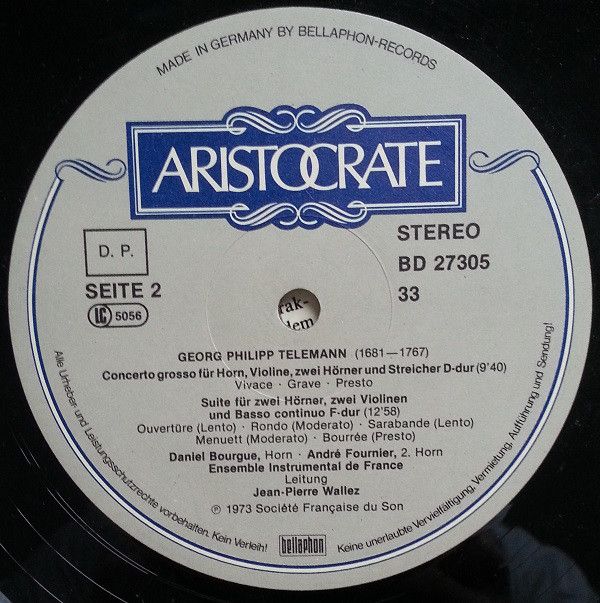 MADE IN GERMANY BY BELLAPHON-RECORDS
ARISTOCRATE
D. P.
SEITE 2
LC 5056
STEREO
BD 27305
33
rak-
dem
GEORG PHILIPP TELEMANN (1681—1767)
Concerto grosso für Horn, Violine, zwei Hörner und Streicher D-dur (9'40)
Vivace · Grave · Presto
Suite für zwei Hörner, zwei Violinen
und Basso continuo F-dur (12'58)
Ouvertüre (Lento) · Rondo (Moderato) · Sarabande (Lento)
Menuett (Moderato) · Bourrée (Presto)
Daniel Bourgue, Horn · André Fournier, 2. Horn
Ensemble Instrumental de France
Leitung
Jean-Pierre Wallez
℗ 1973 Société Française du Son
bellaphon
Alle Urheber und Leistungsschutzrechte vorbehalten. Kein Verleih!
Keine unerlaubte Vervielfältigung, Vermietung, Aufführung und Sendung!